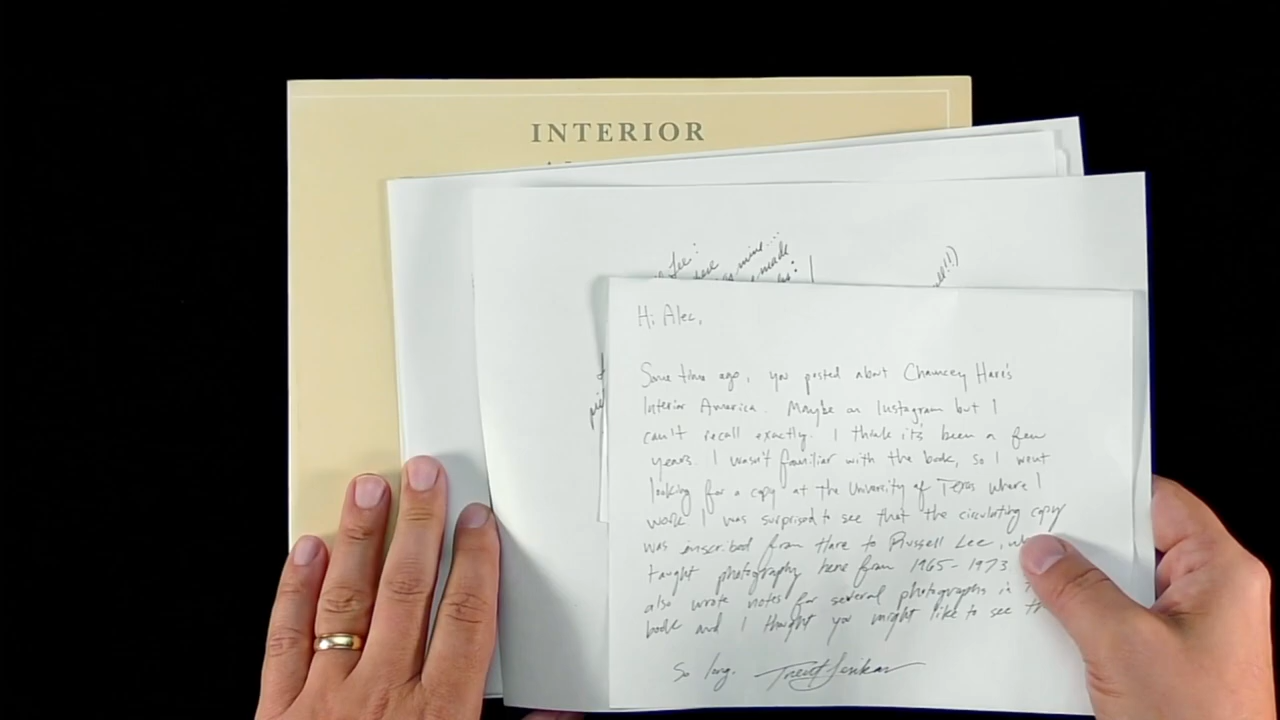 INTERIOR
Lee:
mine...
made
Hi Alec,
Some time ago, you posted about Chauncey Hare's
Interior America. Maybe on Instagram but I
can't recall exactly. I think it's been a few
years. I wasn't familiar with the book, so I went
looking for a copy at the University of Texas where I
work. I was surprised to see that the circulating copy
was inscribed from Hare to Russell Lee, who
taught photography here from 1965-1973
also wrote notes for several photographs in
book and I thought you might like to see
So long.